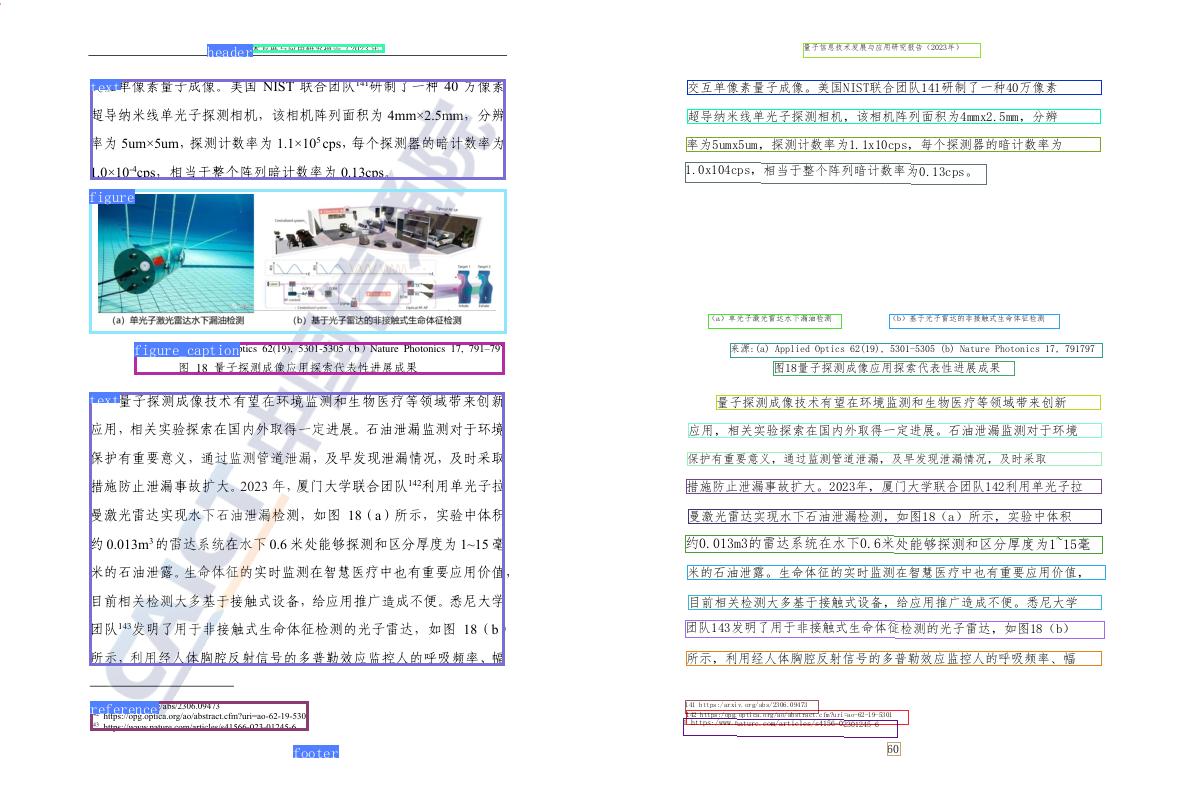 header
text
单像素量子成像。美国 NIST 联合团队¹⁴¹研制了一种 40 万像素
超导纳米线单光子探测相机，该相机阵列面积为 4mm×2.5mm，分辨
率为 5um×5um，探测计数率为 1.1×10⁵cps，每个探测器的暗计数率为
1.0×10⁻⁴cps，相当于整个阵列暗计数率为 0.13cps。
figure
（a）单光子激光雷达水下漏油检测
（b）基于光子雷达的非接触式生命体征检测
figure caption
ptics 62(19), 5301-5305 (b) Nature Photonics 17, 791–79
图 18 量子探测成像应用探索代表性进展成果
text
量子探测成像技术有望在环境监测和生物医疗等领域带来创新
应用，相关实验探索在国内外取得一定进展。石油泄漏监测对于环境
保护有重要意义，通过监测管道泄漏，及早发现泄漏情况，及时采取
措施防止泄漏事故扩大。2023 年，厦门大学联合团队¹⁴²利用单光子拉
曼激光雷达实现水下石油泄漏检测，如图 18（a）所示，实验中体积
约 0.013m³ 的雷达系统在水下 0.6 米处能够探测和区分厚度为 1~15 毫
米的石油泄露。生命体征的实时监测在智慧医疗中也有重要应用价值，
目前相关检测大多基于接触式设备，给应用推广造成不便。悉尼大学
团队¹⁴³发明了用于非接触式生命体征检测的光子雷达，如图 18（b
所示，利用经人体胸腔反射信号的多普勒效应监控人的呼吸频率、幅
reference
/abs/2306.09473
https://opg.optica.org/ao/abstract.cfm?uri=ao-62-19-530
https://www.nature.com/articles/s41566-023-01245-6
footer
CAICT 中国信通院
量子信息技术发展与应用研究报告（2023年）
交互单像素量子成像。美国NIST联合团队141研制了一种40万像素
超导纳米线单光子探测相机，该相机阵列面积为4mmx2.5mm，分辨
率为5umx5um，探测计数率为1.1x10cps，每个探测器的暗计数率为
1.0x104cps，相当于整个阵列暗计数率为0.13cps。
（a）单光子激光雷达水下漏油检测
（b）基于光子雷达的非接触式生命体征检测
来源:(a) Applied Optics 62(19), 5301-5305 (b) Nature Photonics 17, 791797
图18量子探测成像应用探索代表性进展成果
量子探测成像技术有望在环境监测和生物医疗等领域带来创新
应用，相关实验探索在国内外取得一定进展。石油泄漏监测对于环境
保护有重要意义，通过监测管道泄漏，及早发现泄漏情况，及时采取
措施防止泄漏事故扩大。2023年，厦门大学联合团队142利用单光子拉
曼激光雷达实现水下石油泄漏检测，如图18（a）所示，实验中体积
约0.013m3的雷达系统在水下0.6米处能够探测和区分厚度为1~15毫
米的石油泄露。生命体征的实时监测在智慧医疗中也有重要应用价值，
目前相关检测大多基于接触式设备，给应用推广造成不便。悉尼大学
团队143发明了用于非接触式生命体征检测的光子雷达，如图18（b）
所示，利用经人体胸腔反射信号的多普勒效应监控人的呼吸频率、幅
141 https:/arxiv.org/abs/2306.09473
142 https:/opg.optica.org/ao/abstract.cfm?uri=ao-62-19-5301
https:/www.nature.com/articles/s4156-02301245-6
60